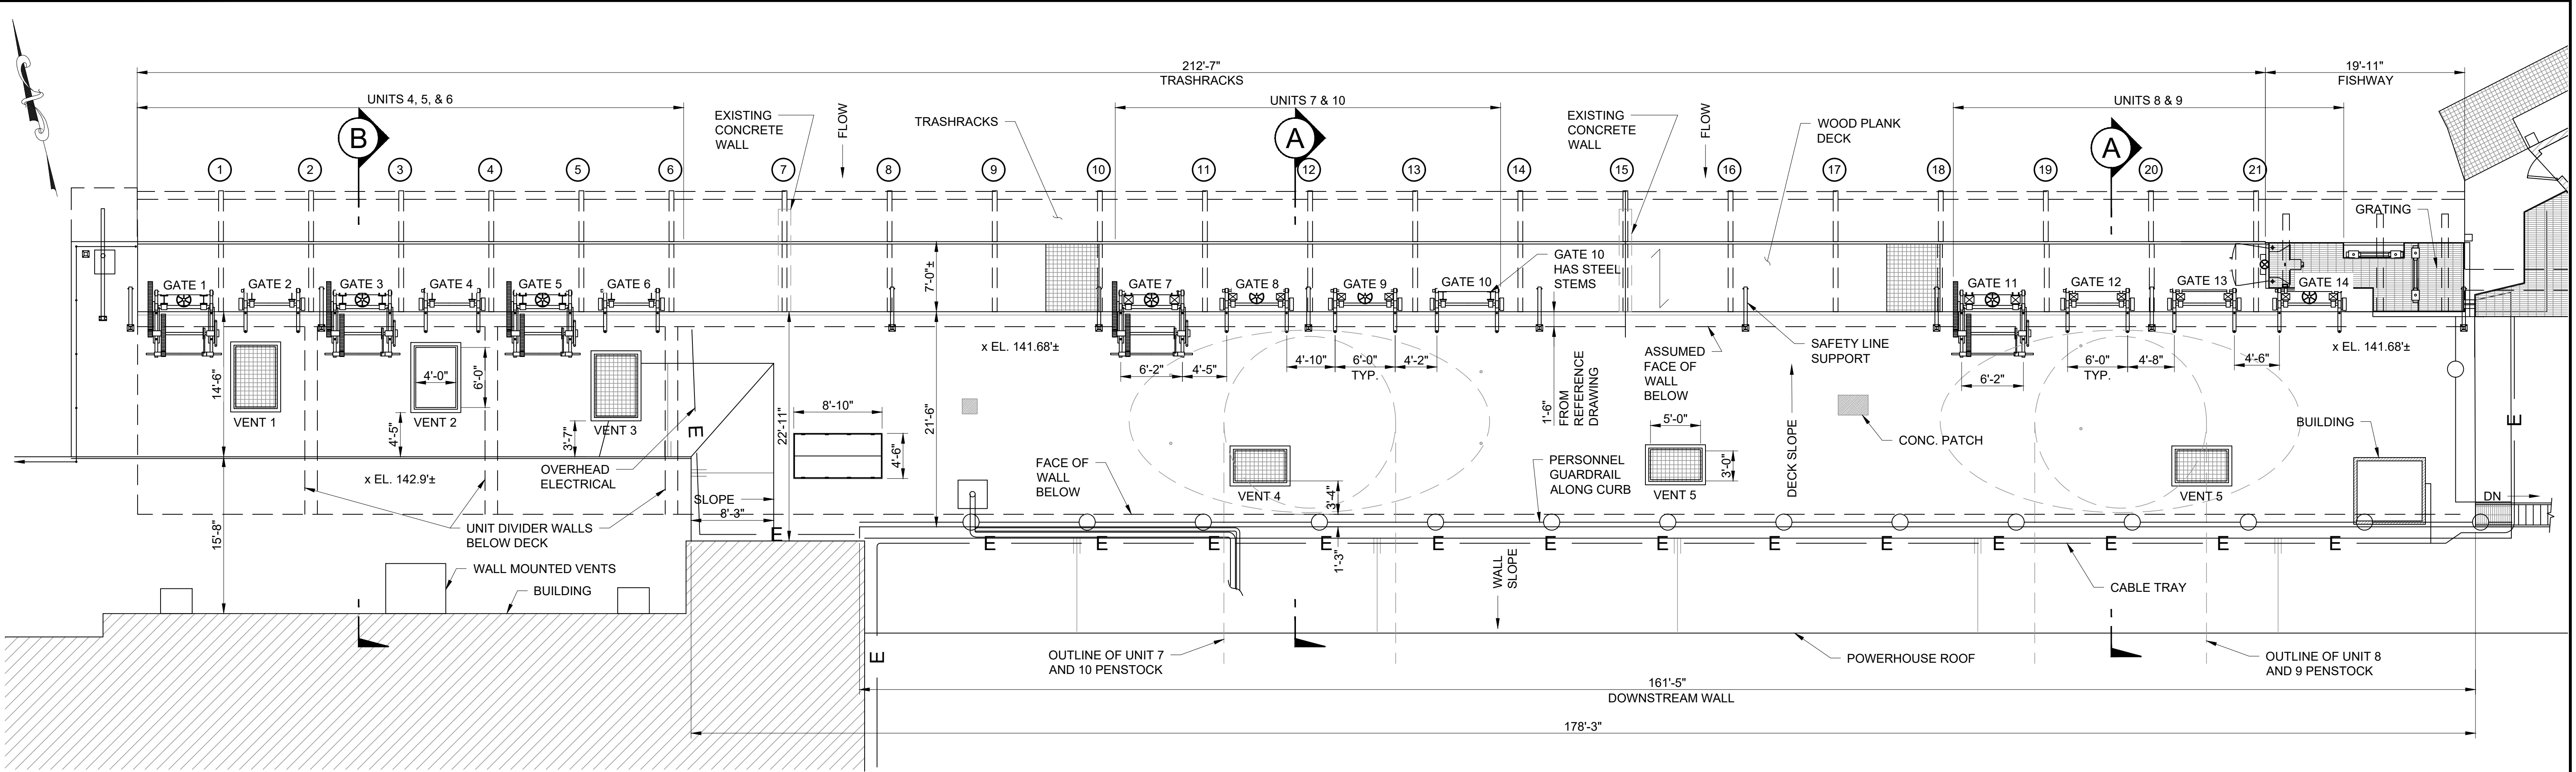 212'-7"
TRASHRACKS
19'-11"
FISHWAY
UNITS 4, 5, & 6
UNITS 7 & 10
UNITS 8 & 9
EXISTING
CONCRETE
WALL
FLOW
TRASHRACKS
EXISTING
CONCRETE
WALL
FLOW
WOOD PLANK
DECK
B
A
A
1
2
3
4
5
6
7
8
9
10
11
12
13
14
15
16
17
18
19
20
21
GRATING
GATE 1
GATE 2
GATE 3
GATE 4
GATE 5
GATE 6
7'-0"±
GATE 7
GATE 8
GATE 9
GATE 10
GATE 10
HAS STEEL
STEMS
GATE 11
GATE 12
GATE 13
GATE 14
x EL. 141.68'±
SAFETY LINE
SUPPORT
x EL. 141.68'±
ASSUMED
FACE OF
WALL
BELOW
1'-6"
FROM
REFERENCE
DRAWING
6'-2"
4'-5"
4'-10"
6'-0"
TYP.
4'-2"
6'-2"
6'-0"
TYP.
4'-8"
4'-6"
14'-6"
4'-0"
6'-0"
VENT 1
VENT 2
VENT 3
4'-5"
3'-7"
E
8'-10"
4'-6"
22'-11"
21'-6"
5'-0"
3'-0"
CONC. PATCH
BUILDING
E
OVERHEAD
ELECTRICAL
x EL. 142.9'±
SLOPE
8'-3"
FACE OF
WALL
BELOW
VENT 4
3'-4"
PERSONNEL
GUARDRAIL
ALONG CURB
VENT 5
DECK SLOPE
VENT 5
DN
UNIT DIVIDER WALLS
BELOW DECK
15'-8"
E
E
E
E
E
E
E
E
E
E
E
E
E
E
1'-3"
WALL
SLOPE
WALL MOUNTED VENTS
BUILDING
CABLE TRAY
E
OUTLINE OF UNIT 7
AND 10 PENSTOCK
POWERHOUSE ROOF
OUTLINE OF UNIT 8
AND 9 PENSTOCK
161'-5"
DOWNSTREAM WALL
178'-3"